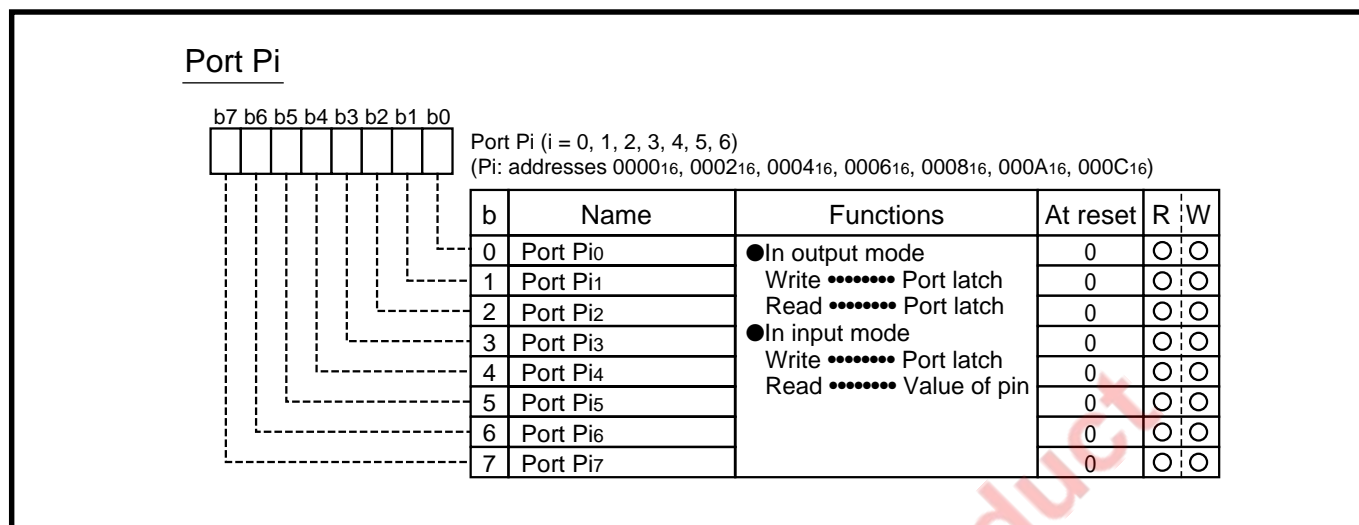 Port Pi
b7 b6 b5 b4 b3 b2 b1 b0
Port Pi (i = 0, 1, 2, 3, 4, 5, 6)
(Pi: addresses 000016, 000216, 000416, 000616, 000816, 000A16, 000C16)
b Name Functions At reset R W
0 Port Pi0 ●In output mode 0 ○ ○
1 Port Pi1 Write •••••••• Port latch 0 ○ ○
2 Port Pi2 Read •••••••• Port latch 0 ○ ○
3 Port Pi3 ●In input mode 0 ○ ○
4 Port Pi4 Write •••••••• Port latch 0 ○ ○
5 Port Pi5 Read •••••••• Value of pin 0 ○ ○
6 Port Pi6 0 ○ ○
7 Port Pi7 0 ○ ○